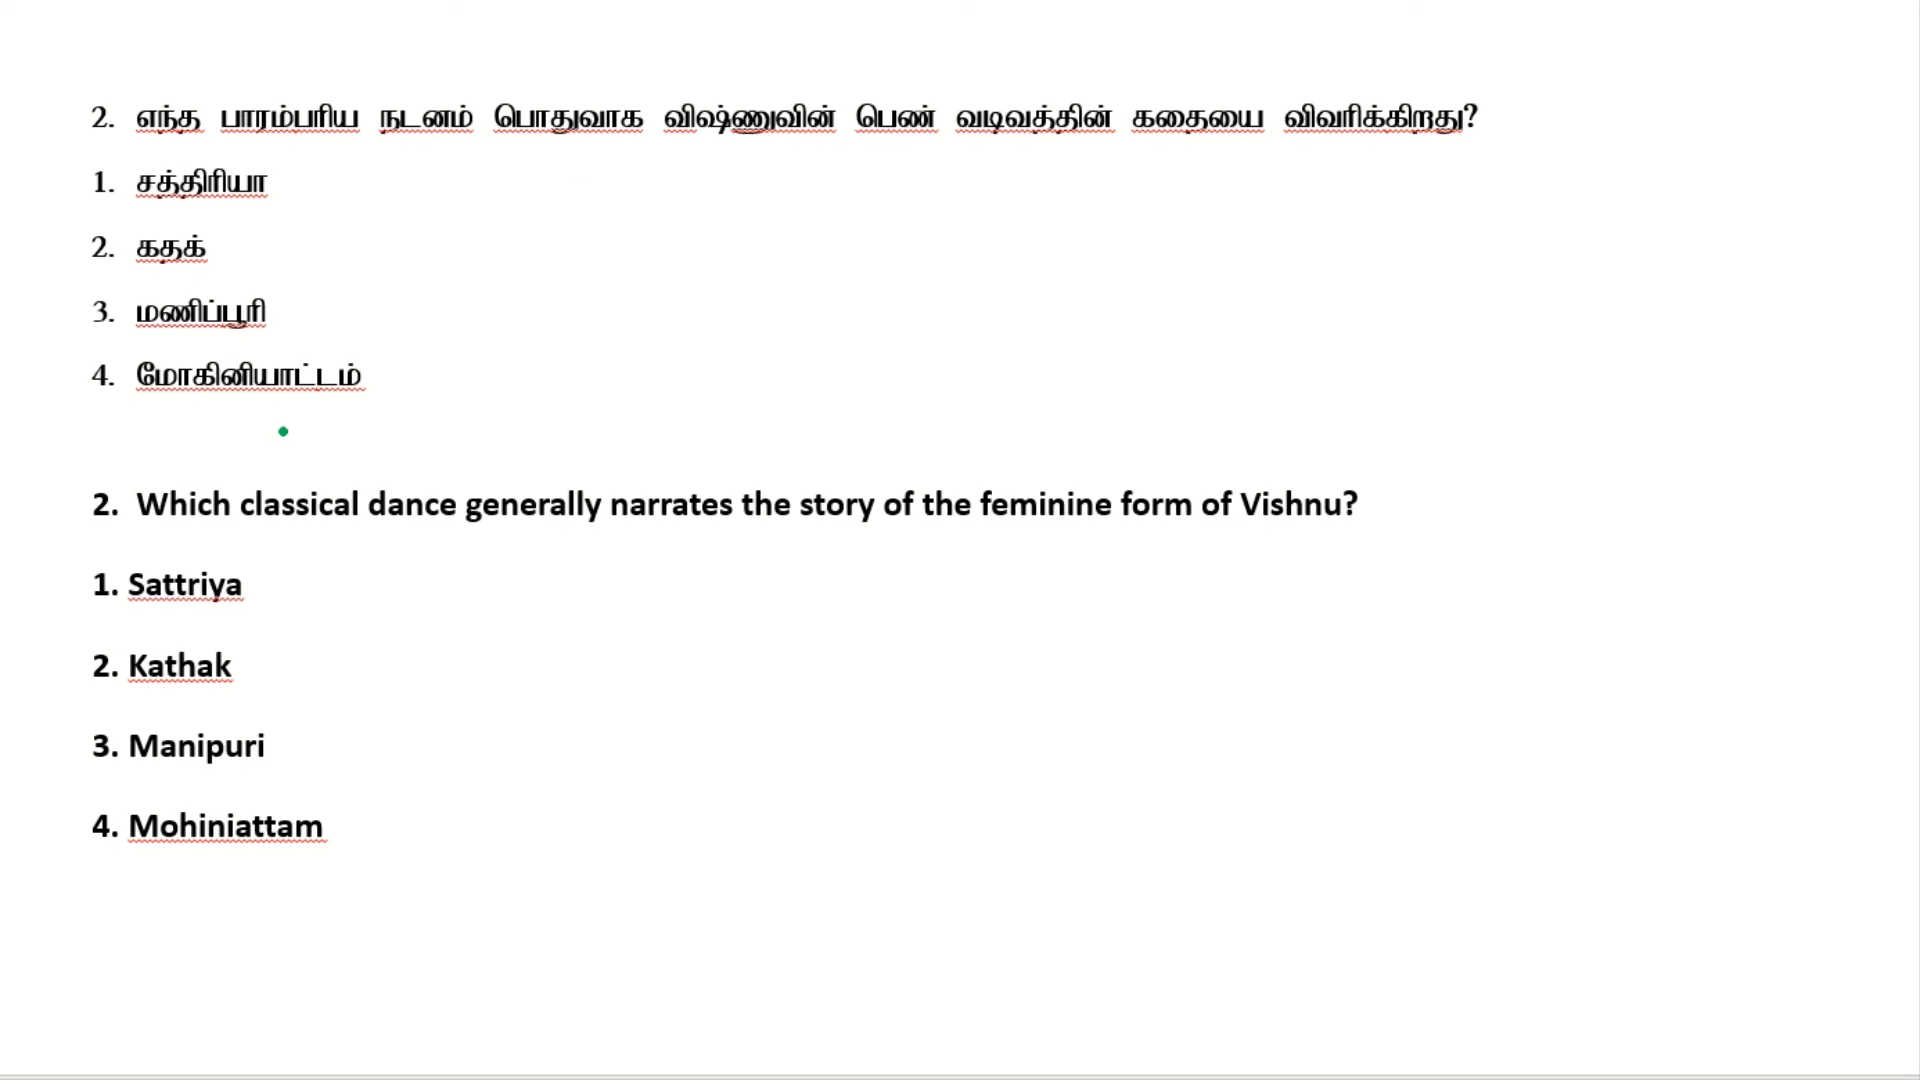 2. எந்த பாரம்பரிய நடனம் பொதுவாக விஷ்ணுவின் பெண் வடிவத்தின் கதையை விவரிக்கிறது?
1. சத்திரியா
2. கதக்
3. மணிப்பூரி
4. மோகினியாட்டம்
2. Which classical dance generally narrates the story of the feminine form of Vishnu?
1. Sattriya
2. Kathak
3. Manipuri
4. Mohiniattam